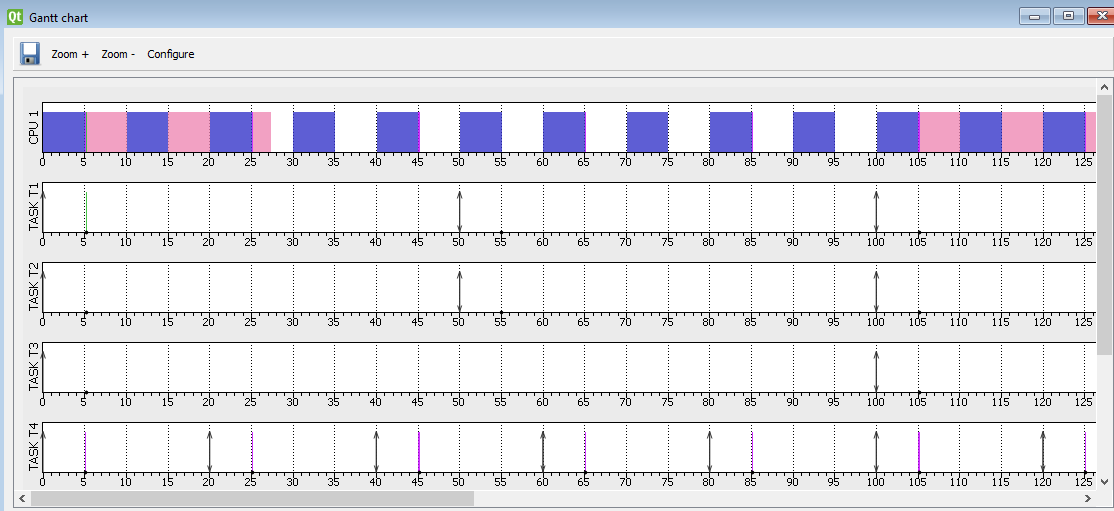 Qt Gantt chart
Zoom + Zoom - Configure
CPU 1
0 5 10 15 20 25 30 35 40 45 50 55 60 65 70 75 80 85 90 95 100 105 110 115 120 125
TASK T1
0 5 10 15 20 25 30 35 40 45 50 55 60 65 70 75 80 85 90 95 100 105 110 115 120 125
TASK T2
0 5 10 15 20 25 30 35 40 45 50 55 60 65 70 75 80 85 90 95 100 105 110 115 120 125
TASK T3
0 5 10 15 20 25 30 35 40 45 50 55 60 65 70 75 80 85 90 95 100 105 110 115 120 125
TASK T4
0 5 10 15 20 25 30 35 40 45 50 55 60 65 70 75 80 85 90 95 100 105 110 115 120 125